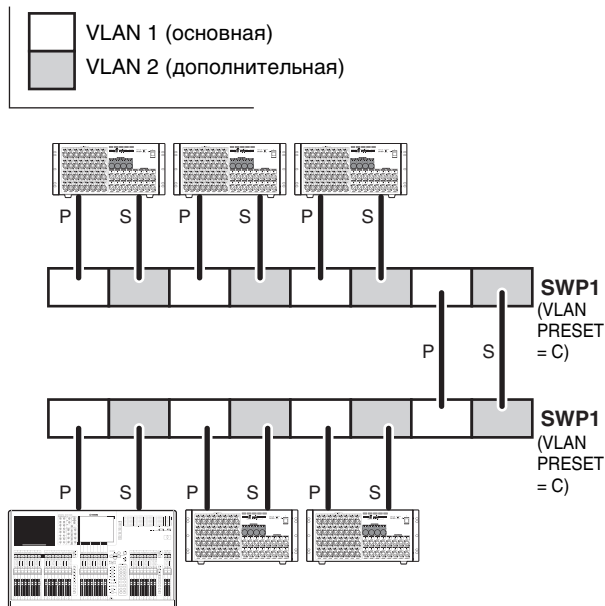 VLAN 1 (основная)
VLAN 2 (дополнительная)
P S P S P S
SWP1
(VLAN
PRESET
= C)
P S
SWP1
(VLAN
PRESET
= C)
P S P S P S